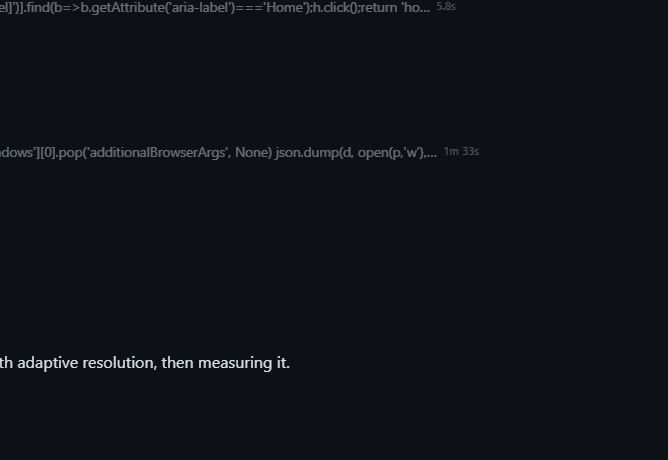 el]')].find(b=>b.getAttribute('aria-label')==='Home');h.click();return 'ho... 5.8s
ndows'][0].pop('additionalBrowserArgs', None) json.dump(d, open(p,'w'),... 1m 33s
th adaptive resolution, then measuring it.